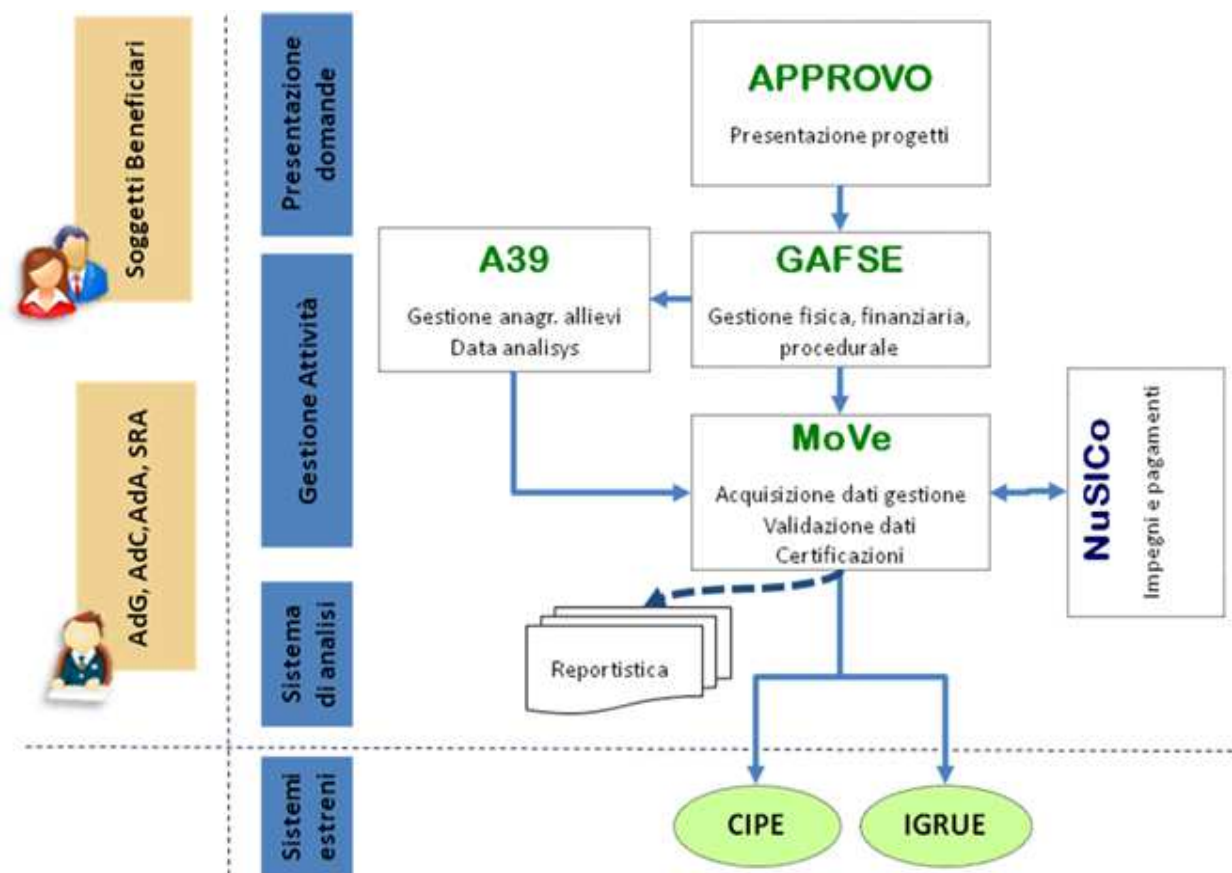 Soggetti Beneficiari
AdG, AdC,AdA, SRA
Presentazione
domande
Gestione Attività
Sistema
di analisi
Sistemi
estreni
APPROVO
Presentazione progetti
A39
Gestione anagr. allievi
Data analisys
GAFSE
Gestione fisica, finanziaria,
procedurale
MoVe
Acquisizione dati gestione
Validazione dati
Certificazioni
NuSICo
Impegni e pagamenti
Reportistica
CIPE
IGRUE